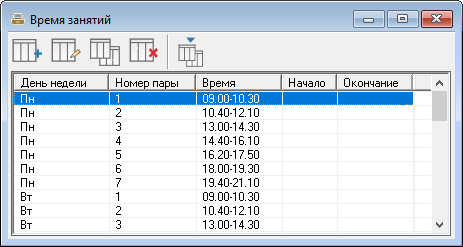 Время занятий
День недели Номер пары Время Начало Окончание
Пн 1 09.00-10.30
Пн 2 10.40-12.10
Пн 3 13.00-14.30
Пн 4 14.40-16.10
Пн 5 16.20-17.50
Пн 6 18.00-19.30
Пн 7 19.40-21.10
Вт 1 09.00-10.30
Вт 2 10.40-12.10
Вт 3 13.00-14.30